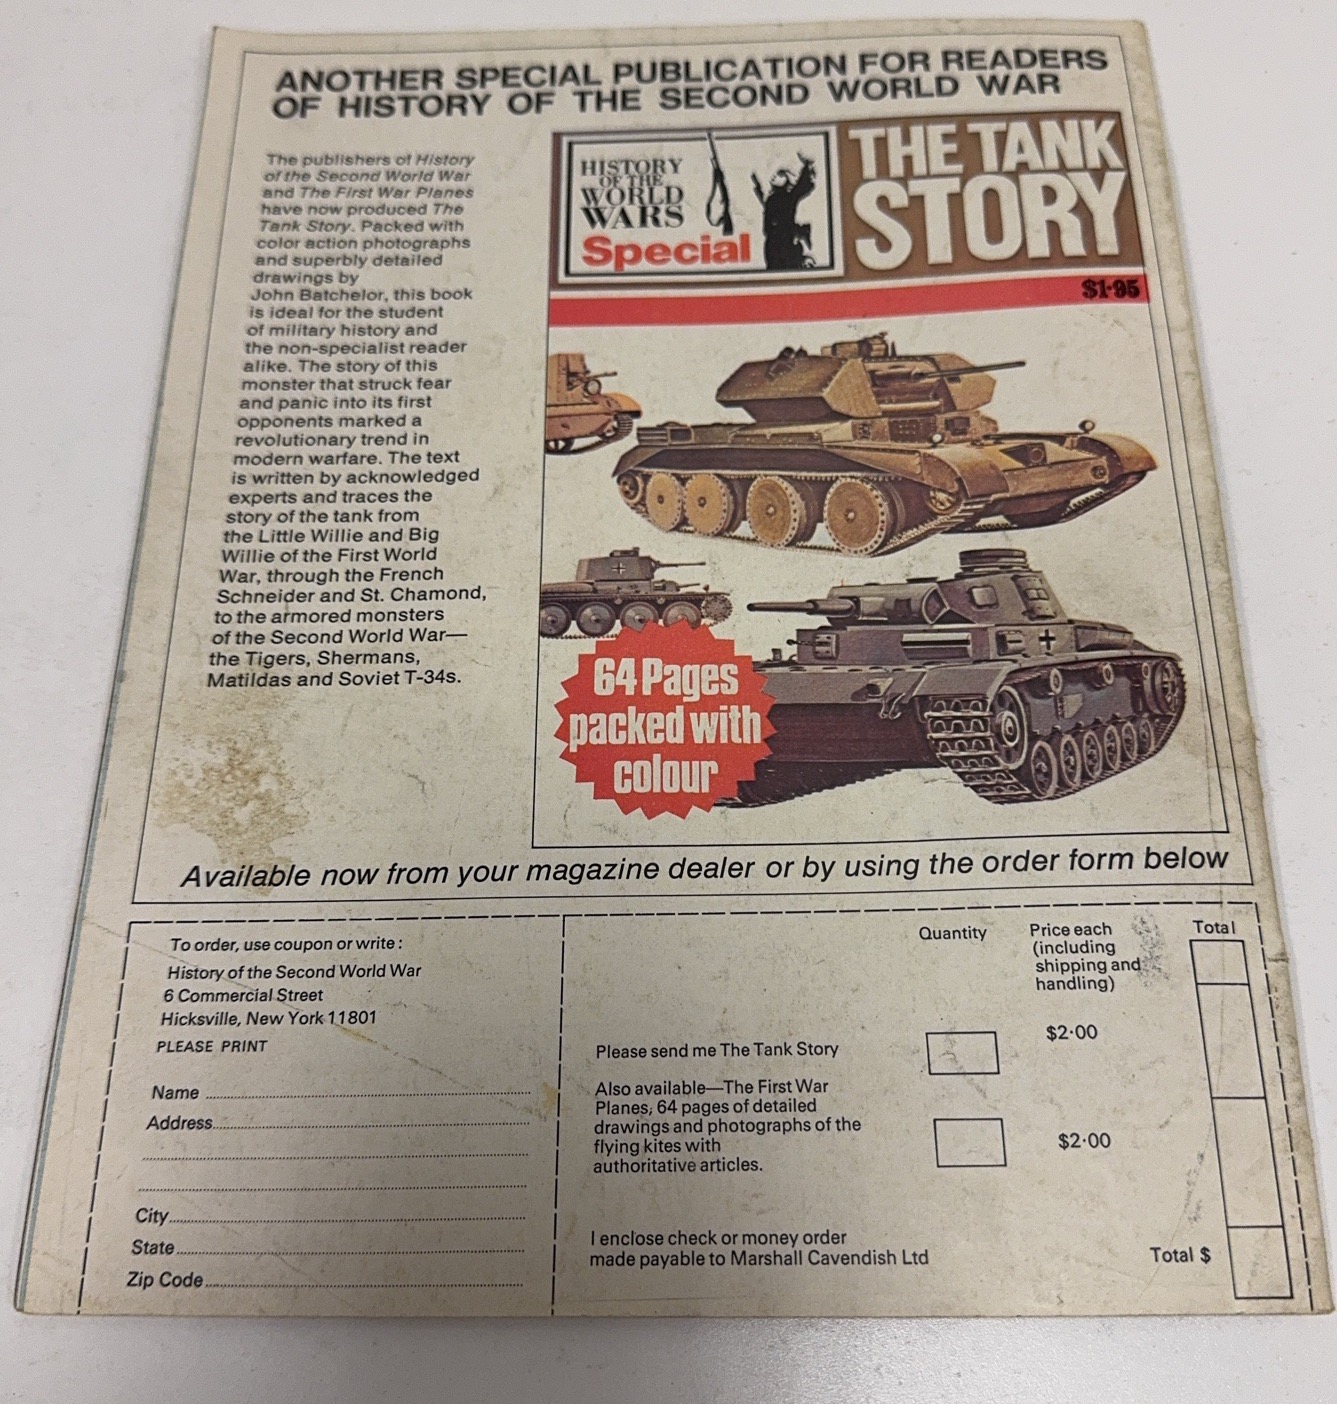 ANOTHER SPECIAL PUBLICATION FOR READERS
OF HISTORY OF THE SECOND WORLD WAR
The publishers of History
of the Second World War
and The First War Planes
have now produced The
Tank Story. Packed with
color action photographs
and superbly detailed
drawings by
John Batchelor, this book
is ideal for the student
of military history and
the non-specialist reader
alike. The story of this
monster that struck fear
and panic into its first
opponents marked a
revolutionary trend in
modern warfare. The text
is written by acknowledged
experts and traces the
story of the tank from
the Little Willie and Big
Willie of the First World
War, through the French
Schneider and St. Chamond,
to the armored monsters
of the Second World War—
the Tigers, Shermans,
Matildas and Soviet T-34s.
HISTORY
OF THE
WORLD
WARS
Special
THE TANK
STORY
$1·95
64 Pages
packed with
colour
Available now from your magazine dealer or by using the order form below
To order, use coupon or write :
History of the Second World War
6 Commercial Street
Hicksville, New York 11801
PLEASE PRINT
Name
Address
City
State
Zip Code
Quantity
Price each
(including
shipping and
handling)
Total
Please send me The Tank Story
$2·00
Also available—The First War
Planes, 64 pages of detailed
drawings and photographs of the
flying kites with
authoritative articles.
$2·00
I enclose check or money order
made payable to Marshall Cavendish Ltd
Total $